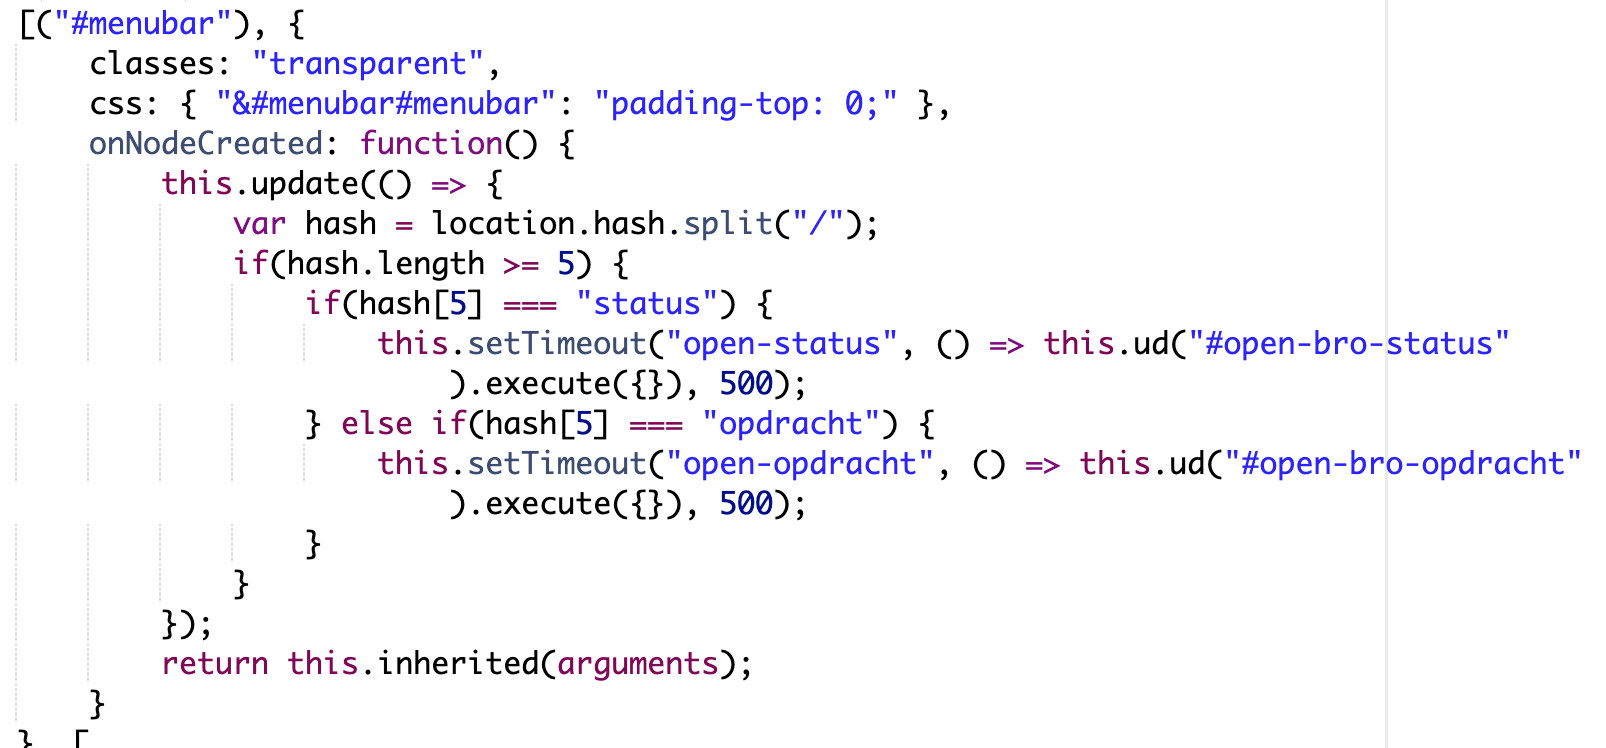 [("#menubar"), {
classes: "transparent",
css: { "&#menubar#menubar": "padding-top: 0;" },
onNodeCreated: function() {
this.update(() => {
var hash = location.hash.split("/");
if(hash.length >= 5) {
if(hash[5] === "status") {
this.setTimeout("open-status", () => this.ud("#open-bro-status"
).execute({}), 500);
} else if(hash[5] === "opdracht") {
this.setTimeout("open-opdracht", () => this.ud("#open-bro-opdracht"
).execute({}), 500);
}
}
});
return this.inherited(arguments);
}